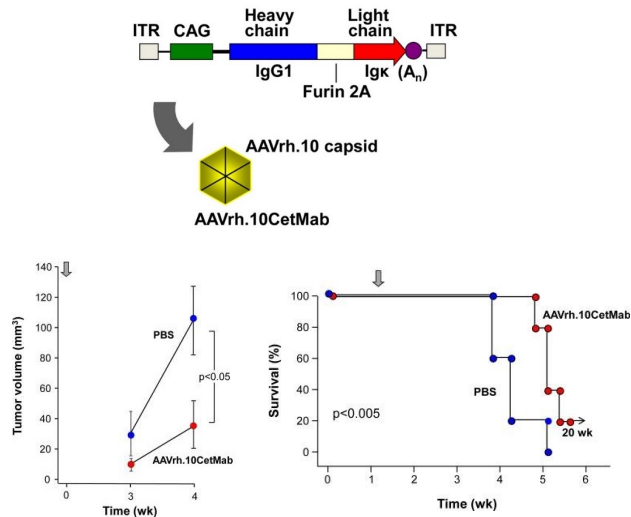 Heavy chain
Light chain
ITR
CAG
ITR
IgG1
Igκ
(An)
Furin 2A
AAVrh.10 capsid
AAVrh.10CetMab
Tumor volume (mm3)
140
120
100
80
60
40
20
0
PBS
p<0.05
AAVrh.10CetMab
0
3
4
Time (wk)
Survival (%)
100
80
60
40
20
0
AAVrh.10CetMab
PBS
p<0.005
20 wk
0
1
2
3
4
5
6
Time (wk)